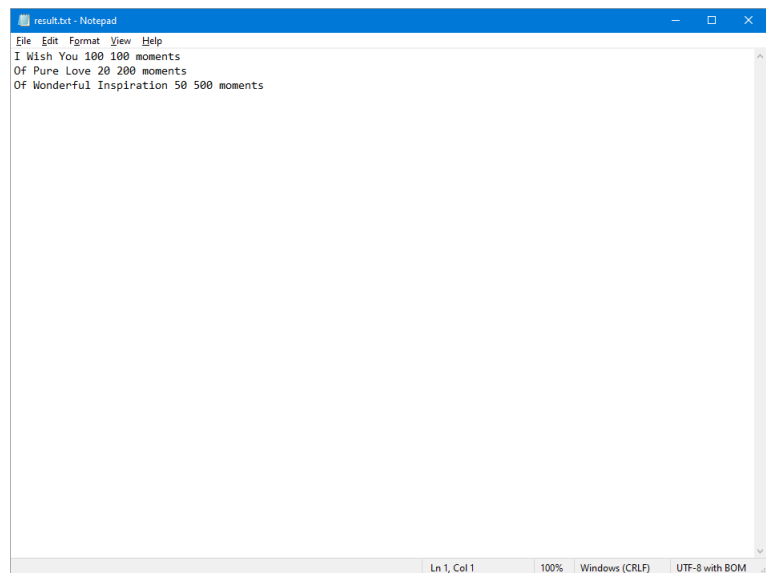 result.txt - Notepad
File Edit Format View Help
I Wish You 100 100 moments
Of Pure Love 20 200 moments
Of Wonderful Inspiration 50 500 moments
Ln 1, Col 1 100% Windows (CRLF) UTF-8 with BOM